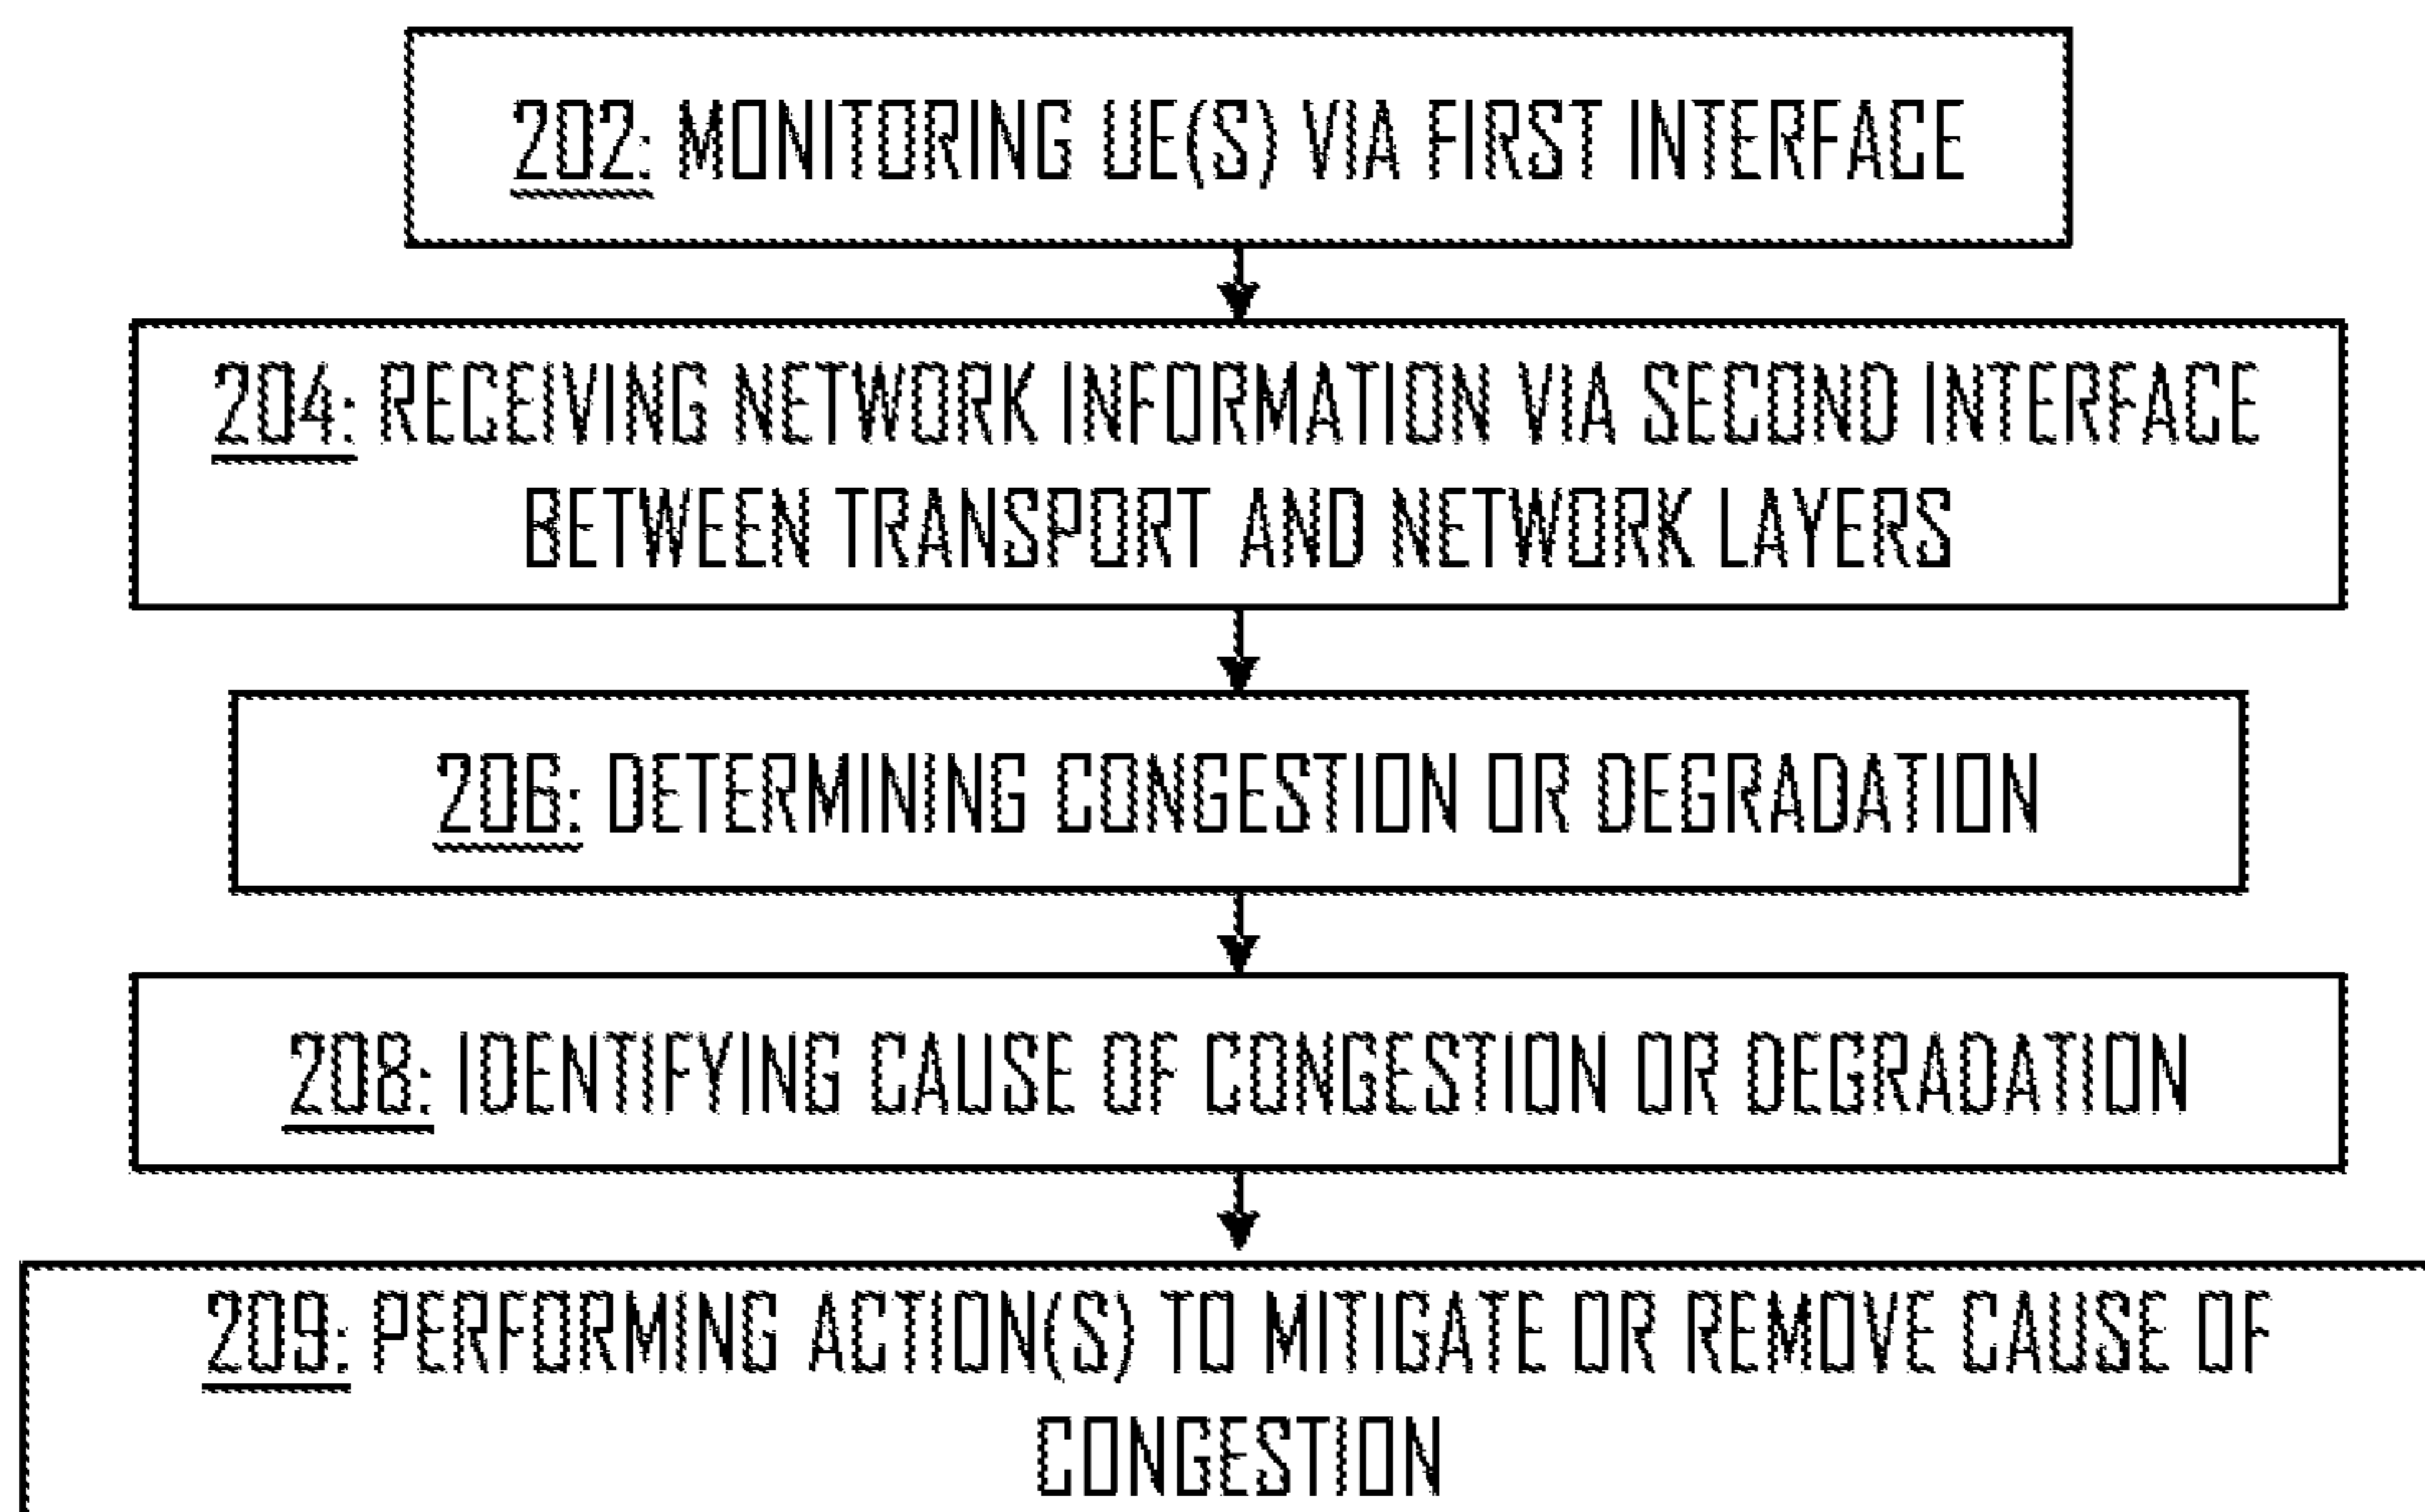 202: MONITORING UE(S) VIA FIRST INTERFACE
204: RECEIVING NETWORK INFORMATION VIA SECOND INTERFACE
BETWEEN TRANSPORT AND NETWORK LAYERS
206: DETERMINING CONGESTION OR DEGRADATION
208: IDENTIFYING CAUSE OF CONGESTION OR DEGRADATION
209: PERFORMING ACTION(S) TO MITIGATE OR REMOVE CAUSE OF
CONGESTION